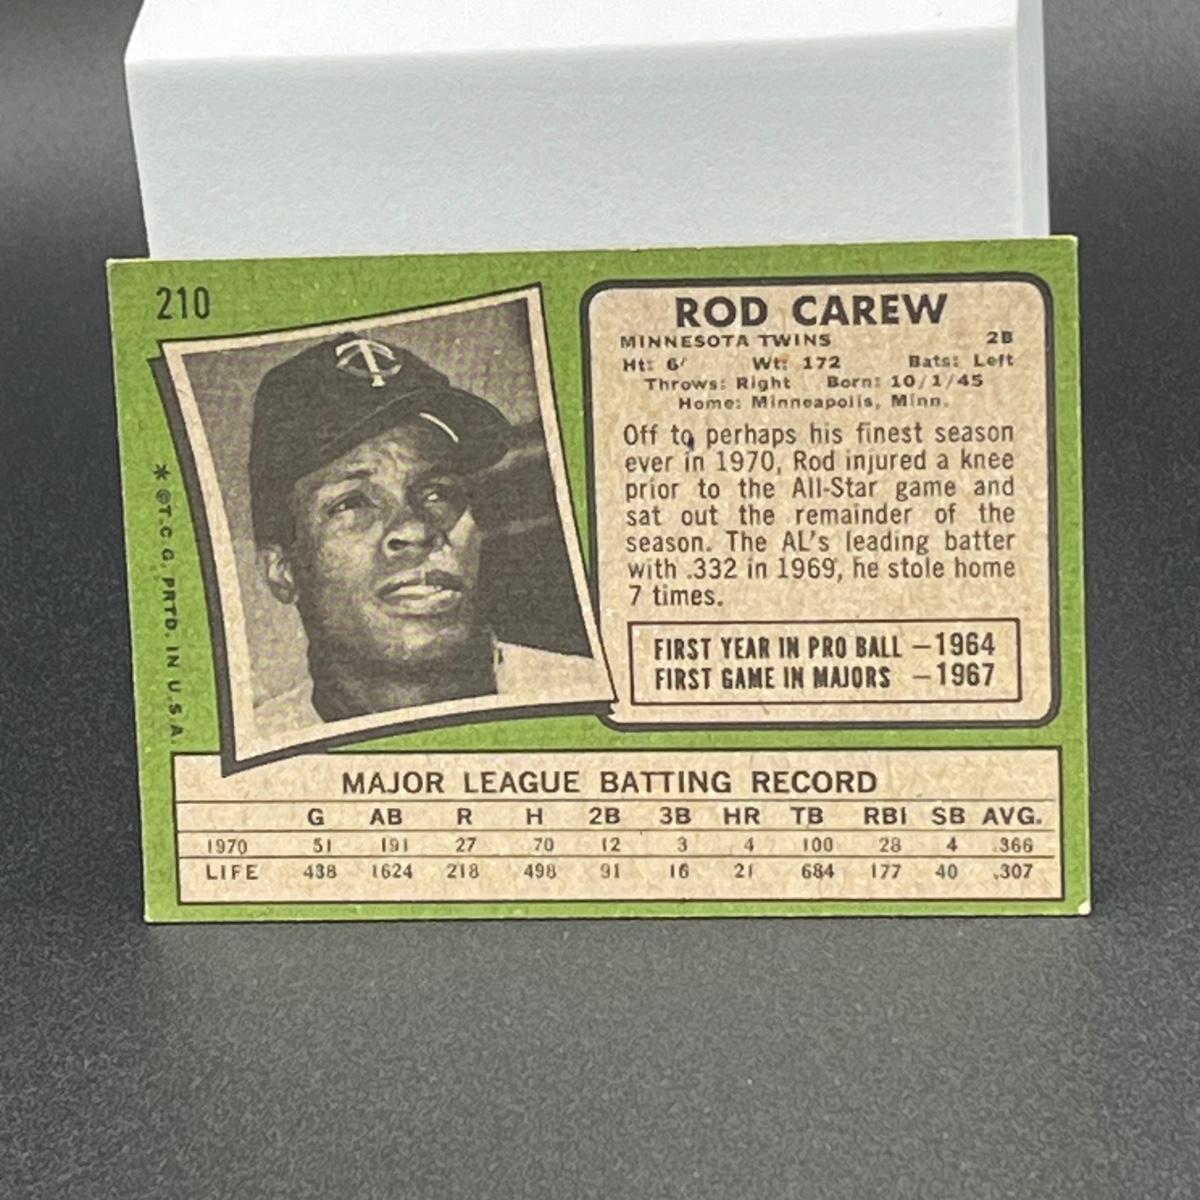 210
ROD CAREW
MINNESOTA TWINS 2B
Ht: 6' Wt: 172 Bats: Left
Throws: Right Born: 10/1/45
Home: Minneapolis, Minn.
Off to perhaps his finest season
ever in 1970, Rod injured a knee
prior to the All-Star game and
sat out the remainder of the
season. The AL's leading batter
with .332 in 1969, he stole home
7 times.
FIRST YEAR IN PRO BALL —1964
FIRST GAME IN MAJORS —1967
TC
* ©T.C.G. PRTD. IN U.S.A.
MAJOR LEAGUE BATTING RECORD
G AB R H 2B 3B HR TB RBI SB AVG.
1970 51 191 27 70 12 3 4 100 28 4 .366
LIFE 438 1624 218 498 91 16 21 684 177 40 .307